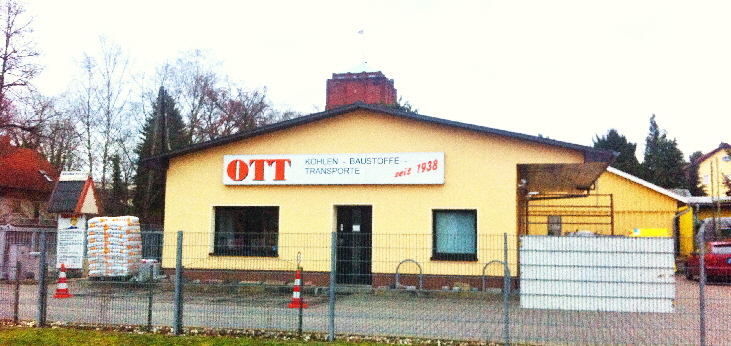 OTT
KOHLEN - BAUSTOFFE -
TRANSPORTE
seit 1938